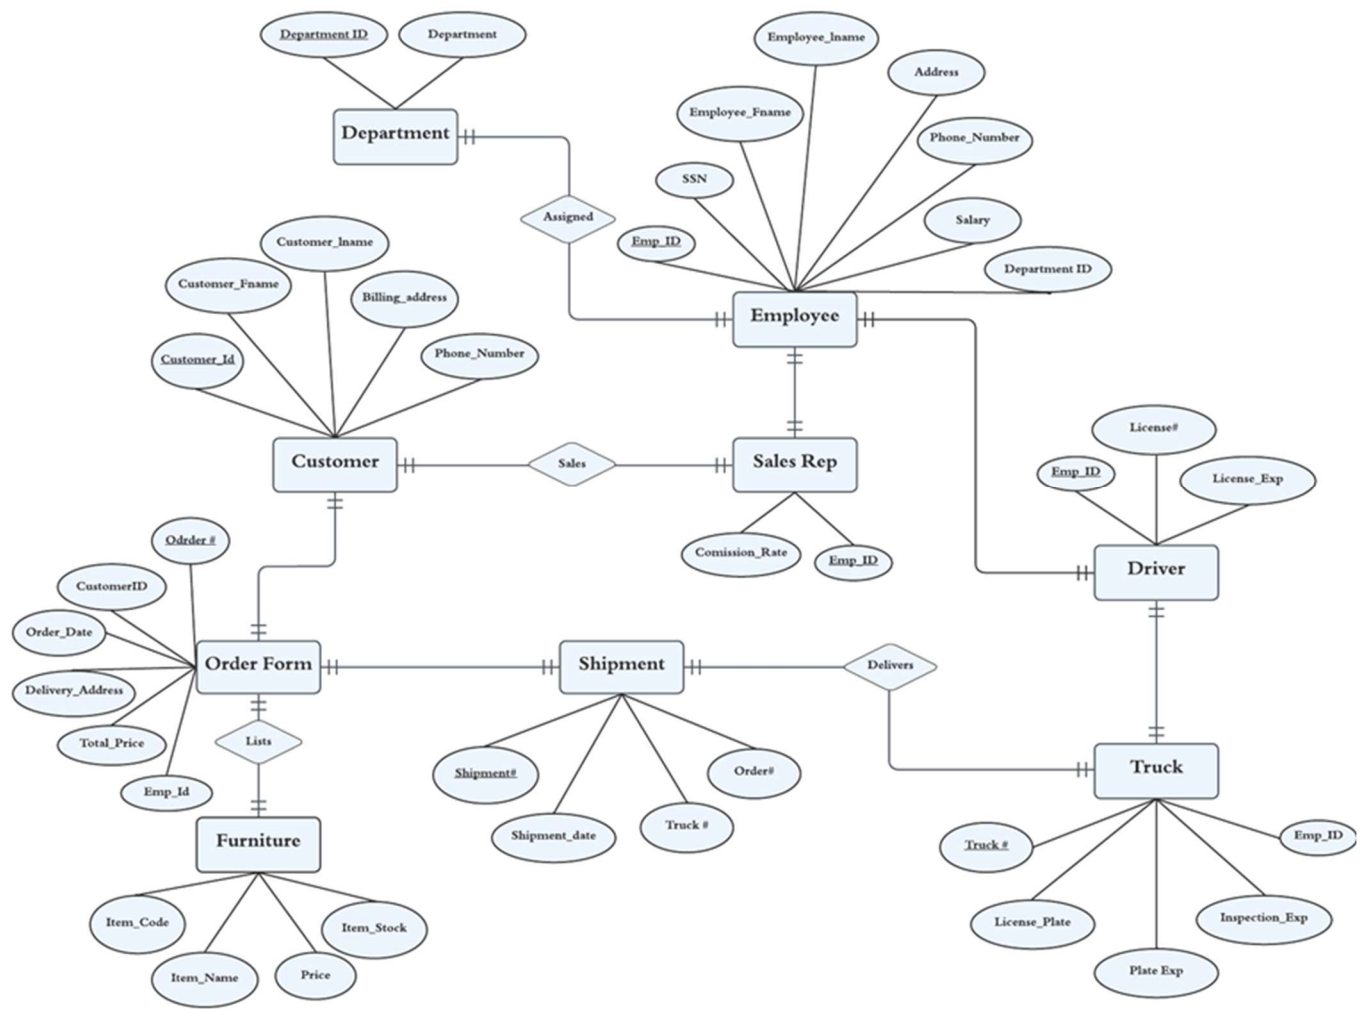 Department ID
Department
Employee_lname
Address
Employee_Fname
Phone_Number
Department
SSN
Assigned
Salary
Emp_ID
Customer_lname
Department ID
Customer_Fname
Billing_address
Employee
Customer_Id
Phone_Number
License#
Customer
Sales
Sales Rep
Emp_ID
License_Exp
Odrder #
Comission_Rate
Emp_ID
Driver
CustomerID
Order_Date
Order Form
Shipment
Delivers
Delivery_Address
Total_Price
Lists
Emp_Id
Shipment#
Order#
Truck
Shipment_date
Truck #
Furniture
Truck #
Emp_ID
Item_Code
Item_Stock
License_Plate
Inspection_Exp
Item_Name
Price
Plate Exp